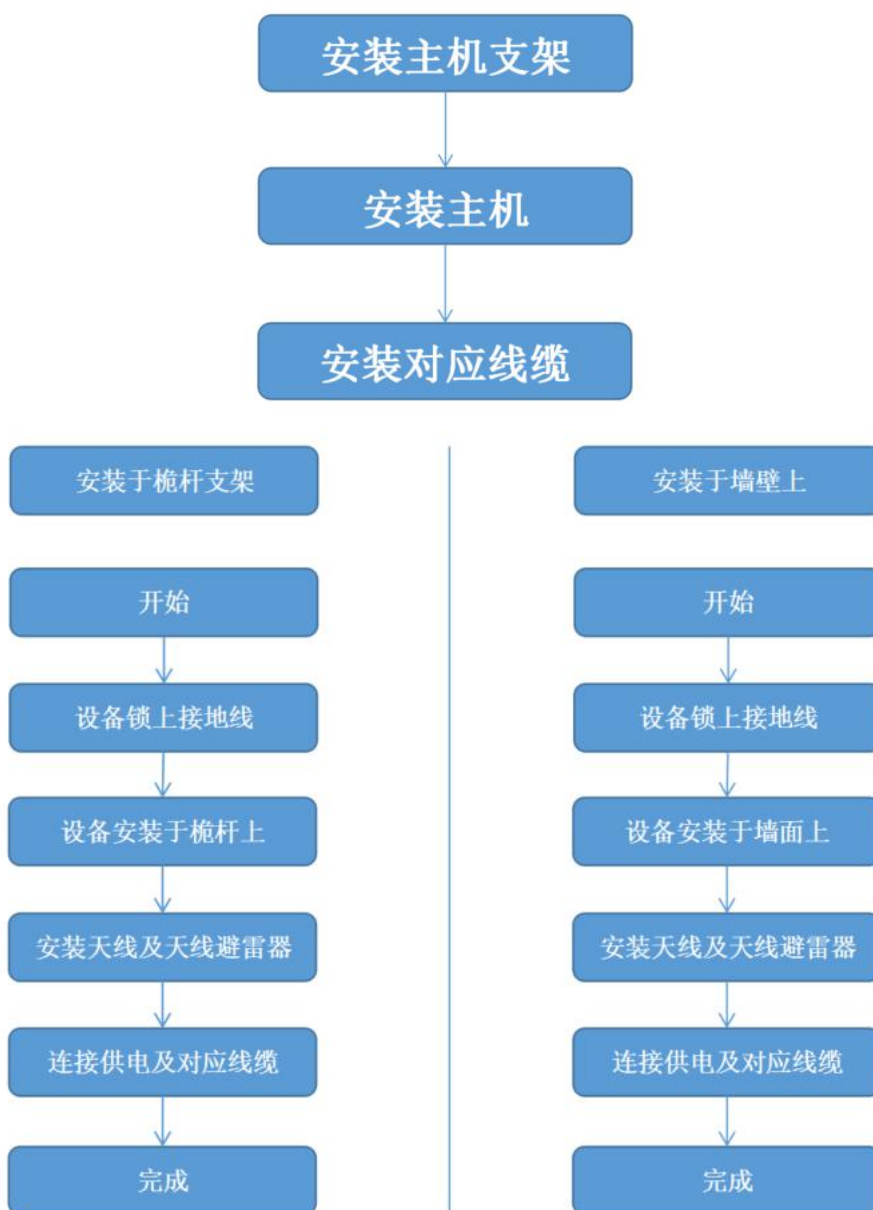 安装主机支架
安装主机
安装对应线缆
安装于桅杆支架
开始
设备锁上接地线
设备安装于桅杆上
安装天线及天线避雷器
连接供电及对应线缆
完成
安装于墙壁上
开始
设备锁上接地线
设备安装于墙面上
安装天线及天线避雷器
连接供电及对应线缆
完成